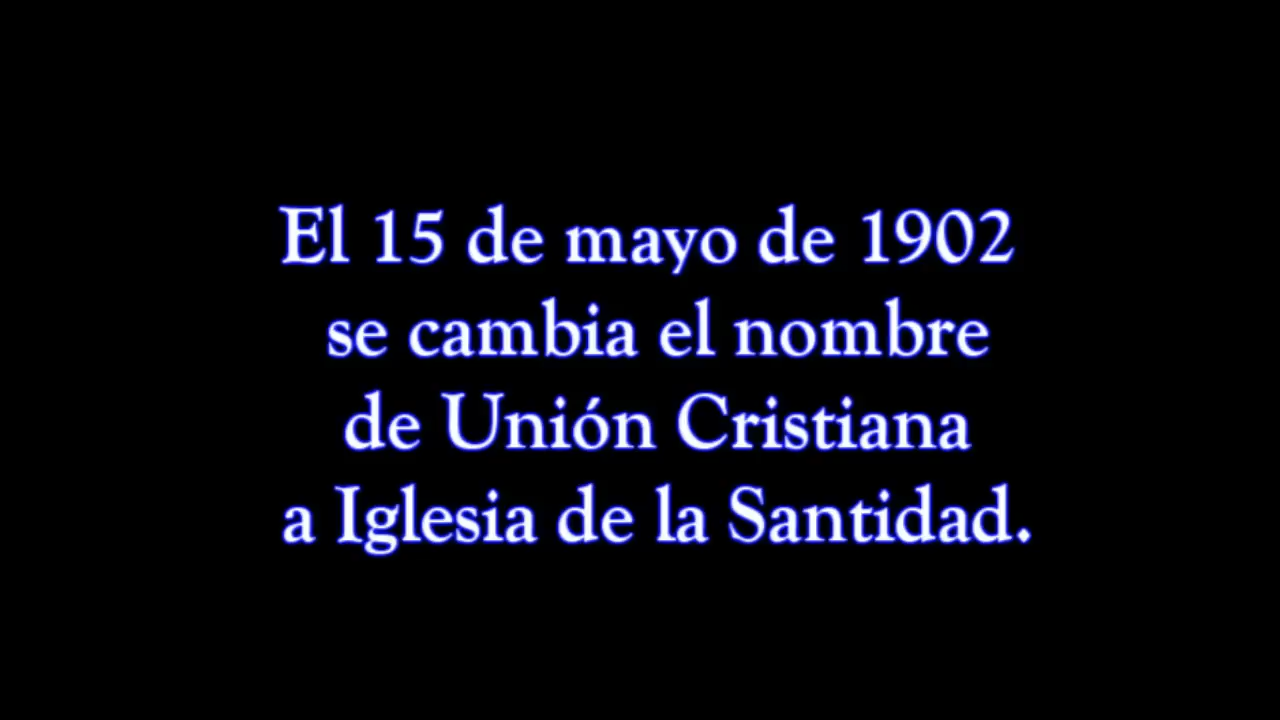 El 15 de mayo de 1902
se cambia el nombre
de Unión Cristiana
a Iglesia de la Santidad.